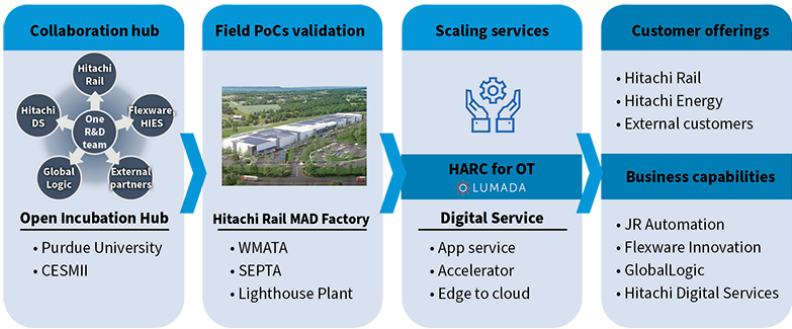 Collaboration hub
Hitachi
Rail
Hitachi
DS
Flexware,
HIES
One
R&D
team
Global
Logic
External
partners
Open Incubation Hub
• Purdue University
• CESMII
Field PoCs validation
Hitachi Rail MAD Factory
• WMATA
• SEPTA
• Lighthouse Plant
Scaling services
HARC for OT
LUMADA
Digital Service
• App service
• Accelerator
• Edge to cloud
Customer offerings
• Hitachi Rail
• Hitachi Energy
• External customers
Business capabilities
• JR Automation
• Flexware Innovation
• GlobalLogic
• Hitachi Digital Services